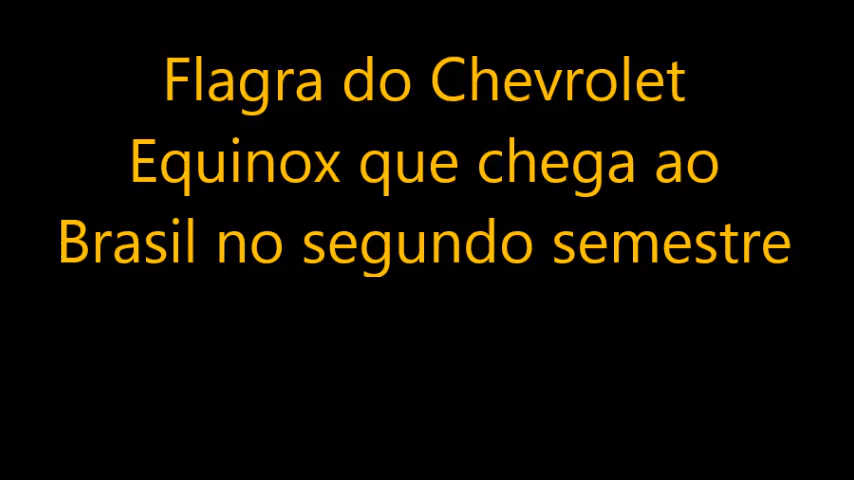 Flagra do Chevrolet
Equinox que chega ao
Brasil no segundo semestre